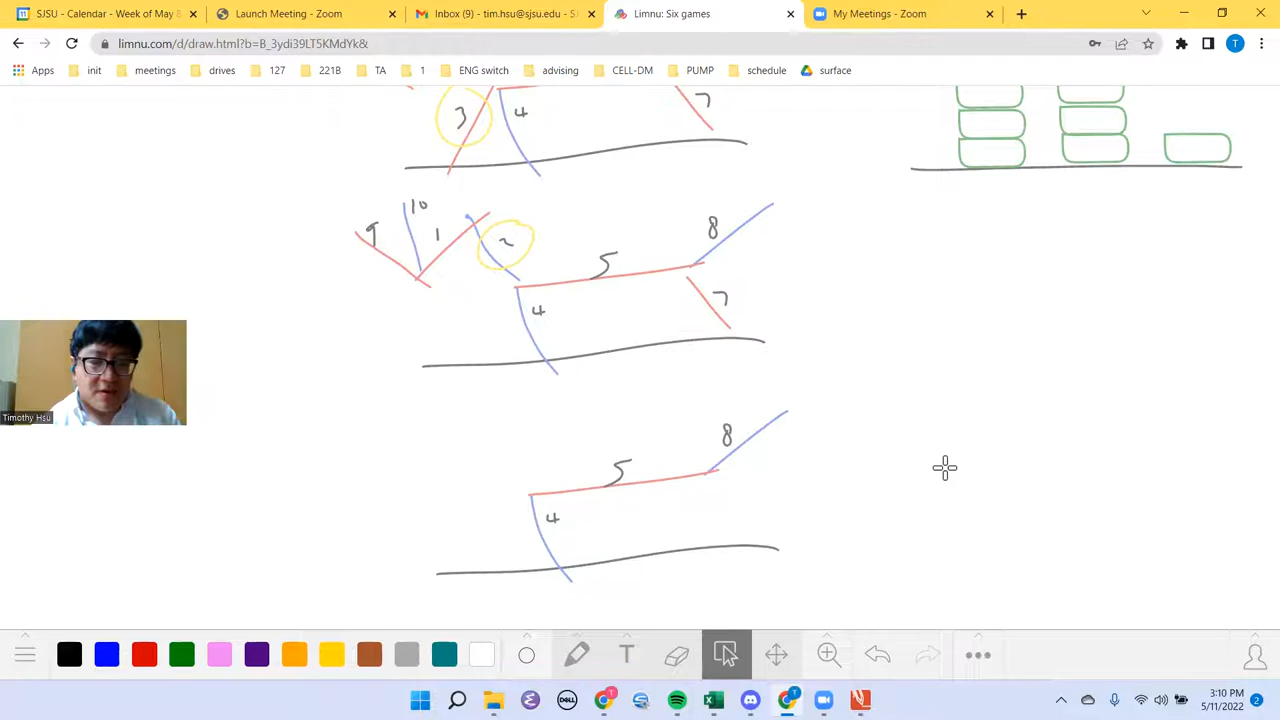 SJSU - Calendar - Week of May 8
Launch Meeting - Zoom
Inbox (9) - tim.hsu@sjsu.edu - SJ
Limnu: Six games
My Meetings - Zoom
limnu.com/d/draw.html?b=B_3ydi39LT5KMdYk&
T
Apps
init
meetings
drives
127
221B
TA
1
ENG switch
advising
CELL-DM
PUMP
schedule
surface
3
4
7
9
10
1
2
5
8
4
7
Timothy Hsu
5
8
4
T
3:10 PM
5/11/2022
2